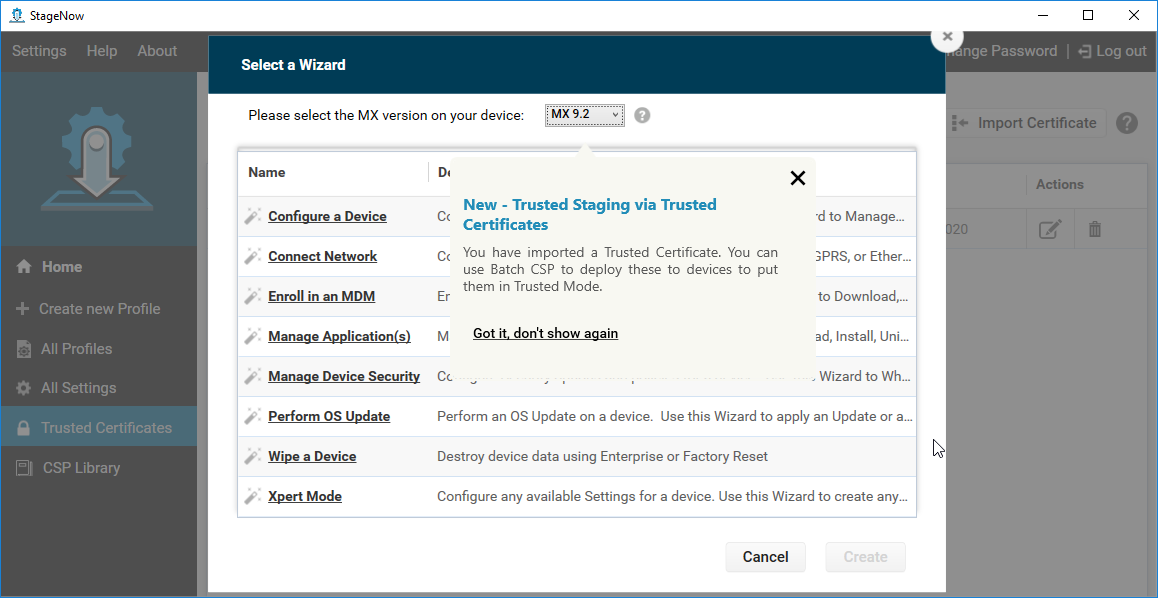 StageNow
Settings Help About
hange Password | Log out
Select a Wizard
Please select the MX version on your device: MX 9.2 ?
Import Certificate ?
Name
Actions
New - Trusted Staging via Trusted
Certificates
You have imported a Trusted Certificate. You can
use Batch CSP to deploy these to devices to put
them in Trusted Mode.
Got it, don't show again
Configure a Device Co rd to Manage...
020
Connect Network Co GPRS, or Ether...
Enroll in an MDM En to Download,...
Manage Application(s) M ad, Install, Uni...
Manage Device Security Wizard to Wh...
Perform OS Update Perform an OS Update on a device. Use this Wizard to apply an Update or a...
Wipe a Device Destroy device data using Enterprise or Factory Reset
Xpert Mode Configure any available Settings for a device. Use this Wizard to create any...
Cancel Create
Home
Create new Profile
All Profiles
All Settings
Trusted Certificates
CSP Library